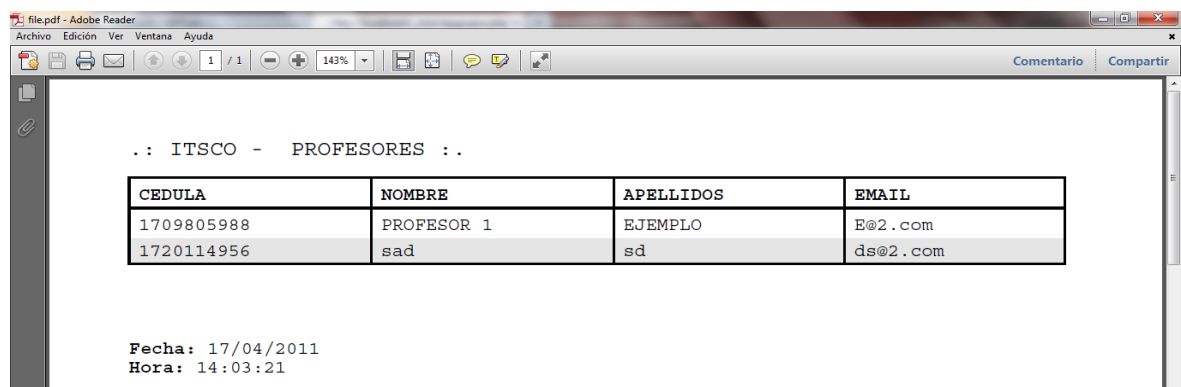 file.pdf - Adobe Reader
Archivo Edición Ver Ventana Ayuda
1 / 1 143% Comentario Compartir
.: ITSCO - PROFESORES :.
CEDULA NOMBRE APELLIDOS EMAIL
1709805988 PROFESOR 1 EJEMPLO E@2.com
1720114956 sad sd ds@2.com
Fecha: 17/04/2011
Hora: 14:03:21